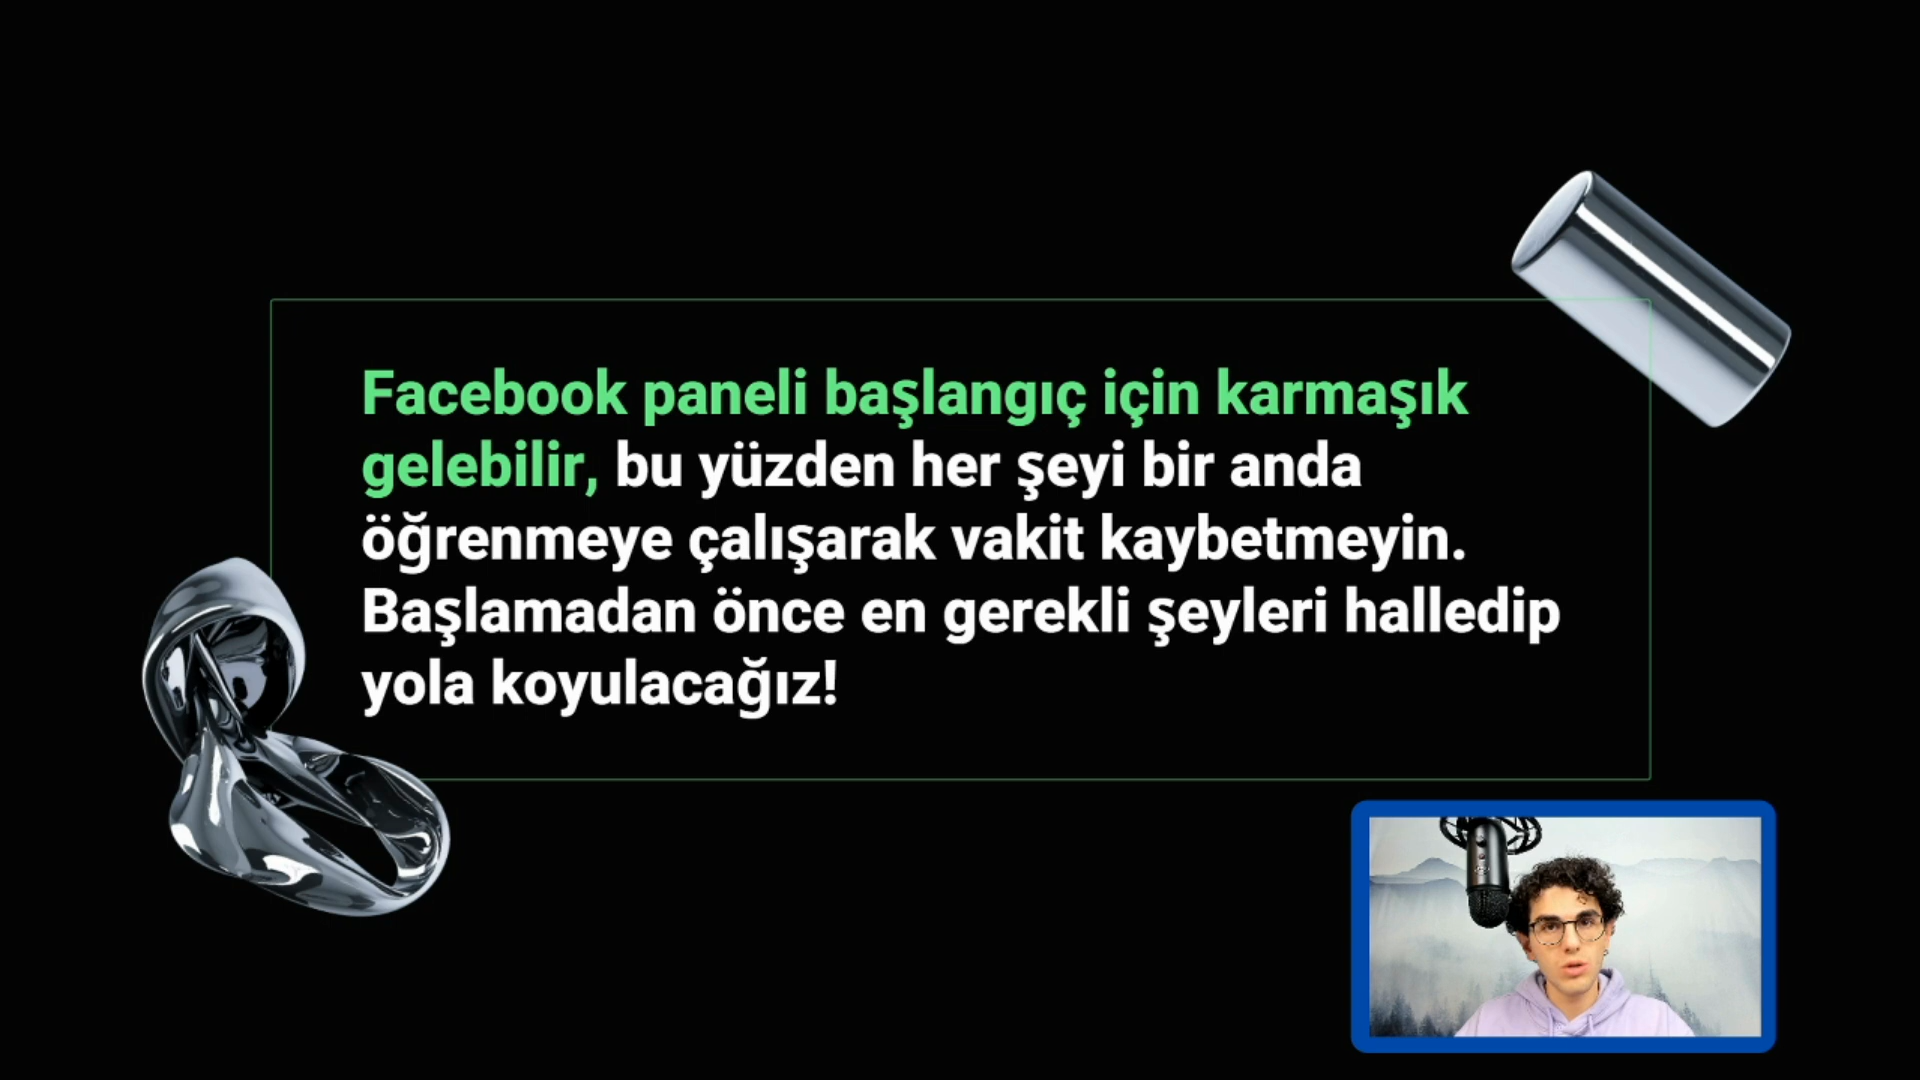 Facebook paneli başlangıç için karmaşık
gelebilir, bu yüzden her şeyi bir anda
öğrenmeye çalışarak vakit kaybetmeyin.
Başlamadan önce en gerekli şeyleri halledip
yola koyulacağız!